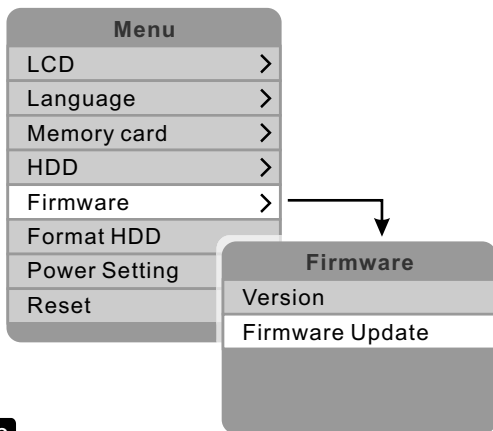 Menu
LCD
Language
Memory card
HDD
Firmware
Format HDD
Power Setting
Reset
Firmware
Version
Firmware Update